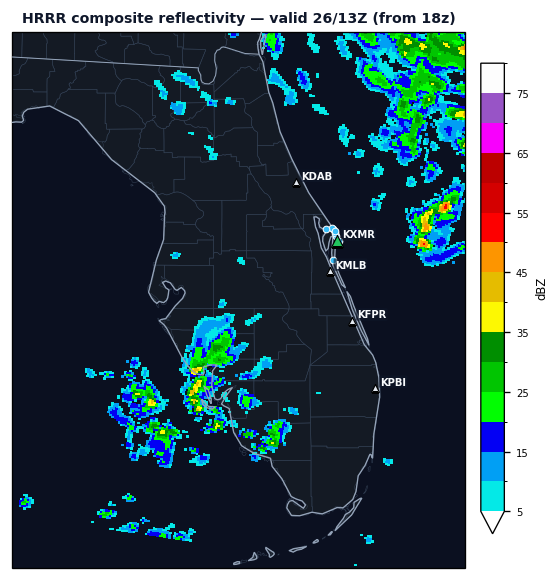 HRRR composite reflectivity — valid 26/13Z (from 18z)
KDAB
KXMR
KMLB
KFPR
KPBI
75
65
55
45
35
25
15
5
dBZ